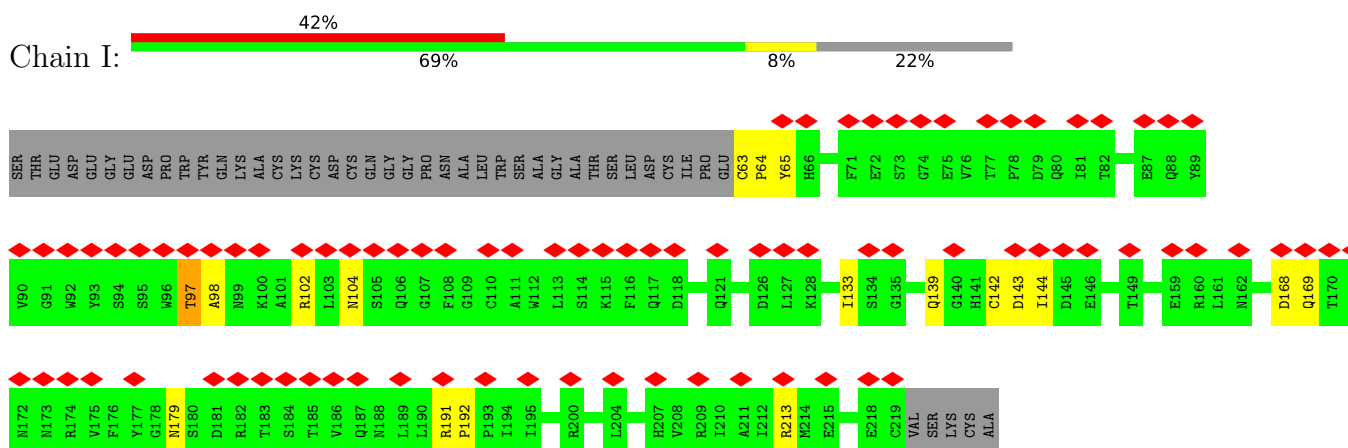 42%
Chain I:
69% 8% 22%
SER THR GLU ASP GLU GLY GLU ASP PRO TRP TYR GLN LYS ALA CYS LYS CYS ASP CYS GLN GLY GLY PRO ASN ALA LEU TRP SER ALA GLY ALA THR SER LEU ASP CYS ILE PRO GLU C63 P64 Y65 H66 F71 E72 S73 G74 E75 V76 T77 P78 D79 Q80 I81 T82 E87 Q88 Y89
V90 G91 W92 Y93 S94 S95 W96 T97 A98 N99 K100 A101 R102 L103 N104 S105 Q106 G107 F108 G109 C110 A111 W112 L113 S114 K115 F116 Q117 D118 Q121 D126 L127 K128 I133 S134 G135 Q139 G140 H141 C142 D143 I144 D145 E146 T149 E159 R160 L161 N162 D168 Q169 T170
N172 N173 R174 V175 F176 Y177 G178 N179 S180 D181 R182 T183 S184 T185 V186 Q187 N188 L189 L190 R191 P192 P193 I194 I195 R200 L204 H207 V208 R209 I210 A211 I212 R213 M214 E215 E218 C219 VAL SER LYS CYS ALA